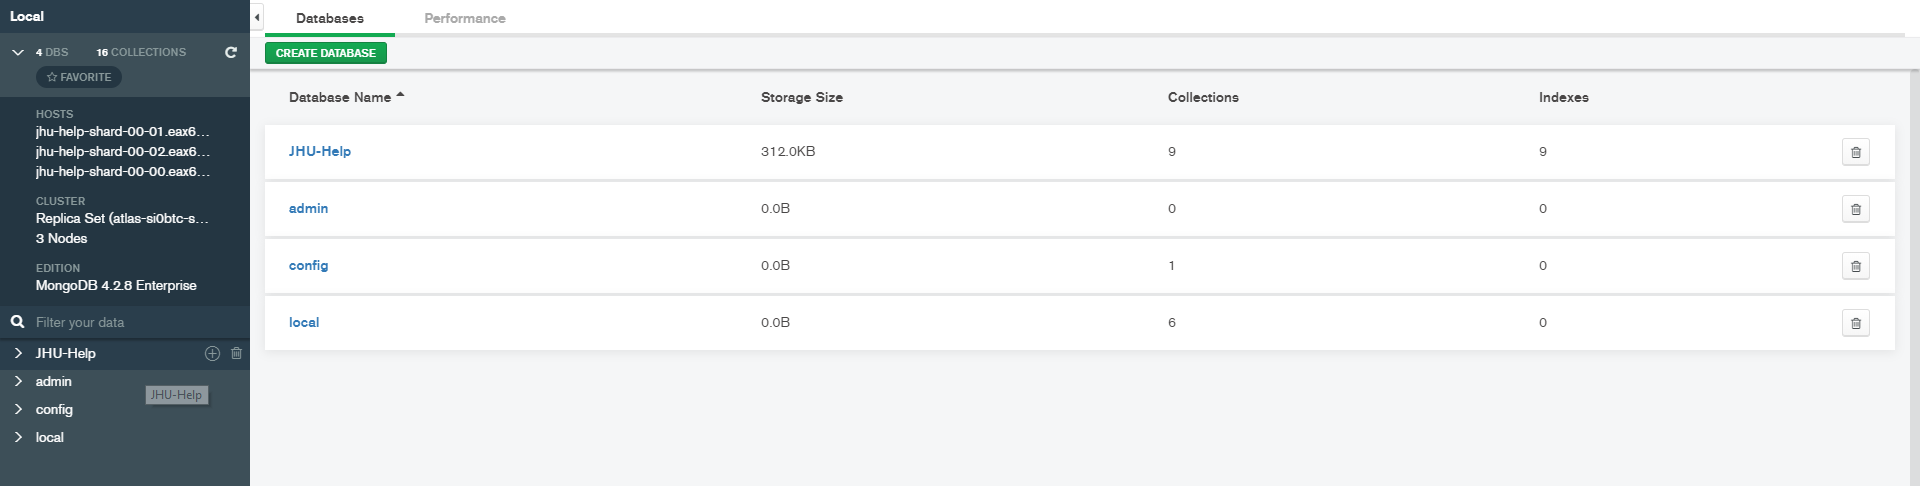 Local
4 DBS 16 COLLECTIONS
FAVORITE
HOSTS
jhu-help-shard-00-01.eax6...
jhu-help-shard-00-02.eax6...
jhu-help-shard-00-00.eax6...
CLUSTER
Replica Set (atlas-si0btc-s...
3 Nodes
EDITION
MongoDB 4.2.8 Enterprise
Filter your data
JHU-Help
admin
JHU-Help
config
local
Databases Performance
CREATE DATABASE
Database Name Storage Size Collections Indexes
JHU-Help 312.0KB 9 9
admin 0.0B 0 0
config 0.0B 1 0
local 0.0B 6 0